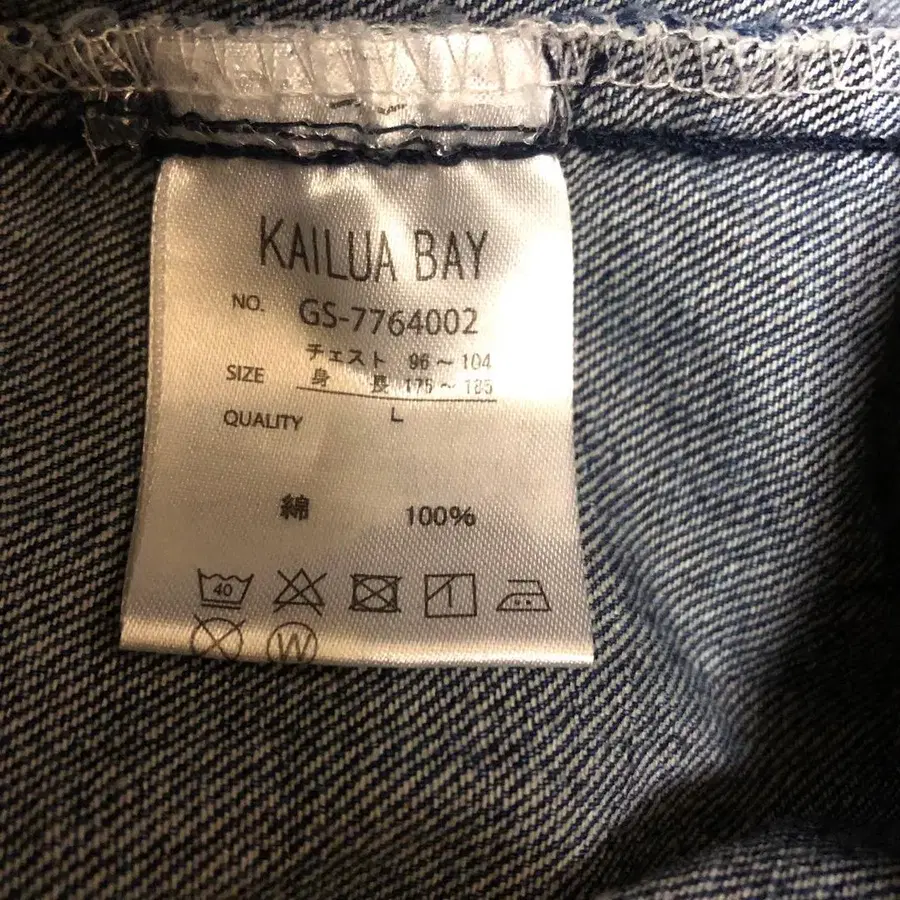 KAILUA BAY
NO. GS-7764002
チェスト 96～104
SIZE 身 長 175～185
QUALITY L
綿 100%
40
W